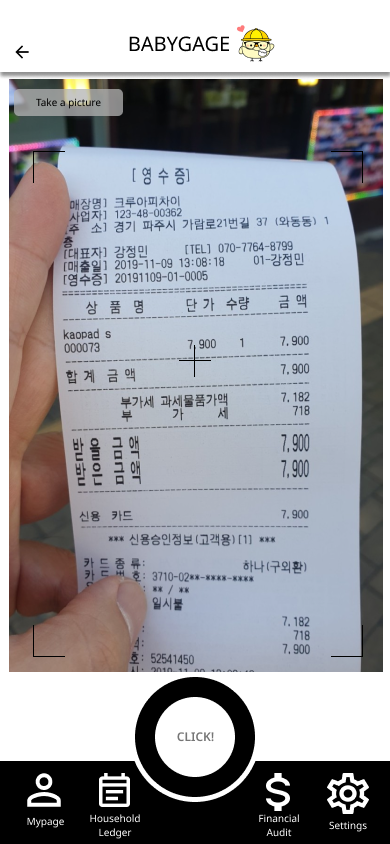 BABYGAGE
Take a picture
[영수증]
매장명] 크루아피차이
사업자] 123-48-00362
주 소] 경기 파주시 가람로21번길 37 (와동동) 1
층
[대표자] 강정민 [TEL] 070-7764-8799
[매출일] 2019-11-09 13:08:18 01-강정민
[영수증] 20191109-01-0005
상 품 명 단가 수량 금액
kaopad s
000073 7,900 1 7,900
합계 금액 7,900
부가세 과세물품가액 7,182
부 가 세 718
받을금액 7,900
받은금액 7,900
신용 카드 7,900
*** 신용승인정보(고객용)[1] ***
카드종류: 하나(구외환)
카드번호: 3710-02**-****-****
** / **
일시불
7,182
718
7,900
호: 52541450
CLICK!
Mypage
Household
Ledger
Financial
Audit
Settings